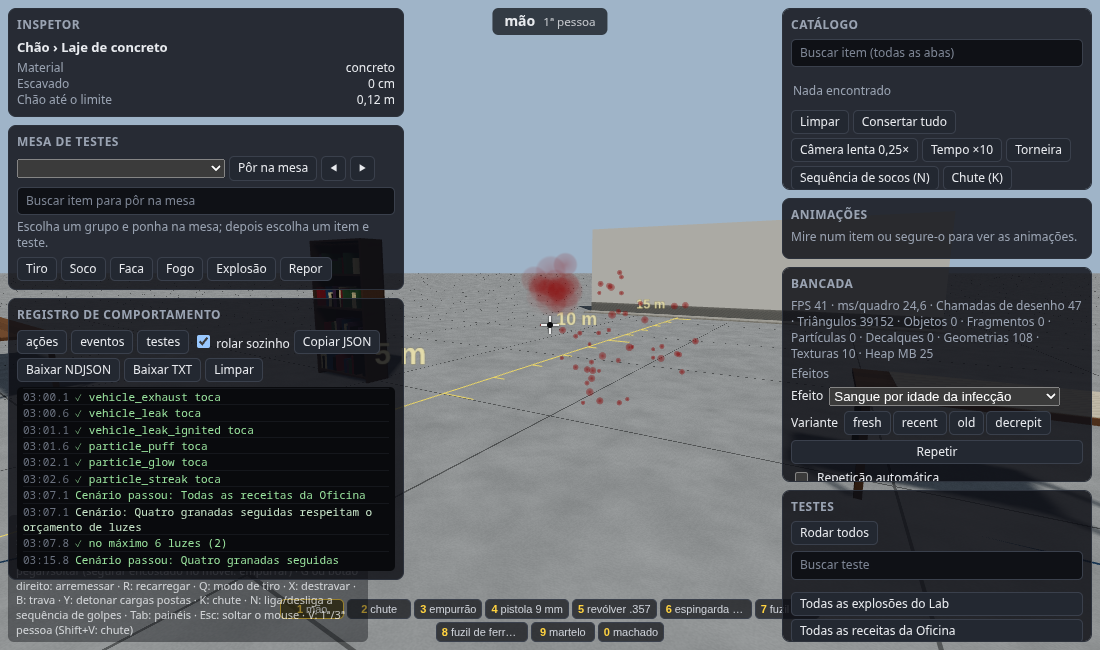 INSPETOR
Chão › Laje de concreto
Material concreto
Escavado 0 cm
Chão até o limite 0,12 m
MESA DE TESTES
Pôr na mesa ◄ ►
Buscar item para pôr na mesa
Escolha um grupo e ponha na mesa; depois escolha um item e
teste.
Tiro Soco Faca Fogo Explosão Repor
REGISTRO DE COMPORTAMENTO
ações eventos testes rolar sozinho Copiar JSON
Baixar NDJSON Baixar TXT Limpar
03:00.1 ✓ vehicle_exhaust toca
03:00.6 ✓ vehicle_leak toca
03:01.1 ✓ vehicle_leak_ignited toca
03:01.6 ✓ particle_puff toca
03:02.1 ✓ particle_glow toca
03:02.6 ✓ particle_streak toca
03:07.1 Cenário passou: Todas as receitas da Oficina
03:07.1 Cenário: Quatro granadas seguidas respeitam o
orçamento de luzes
03:07.8 ✓ no máximo 6 luzes (2)
03:15.8 Cenário passou: Quatro granadas seguidas
direito: arremessar · R: recarregar · Q: modo de tiro · X: destravar ·
B: trava · Y: detonar cargas postas · K: chute · N: liga/desliga a
sequência de golpes · Tab: painéis · Esc: soltar o mouse · V: 1ª/3ª
pessoa (Shift+V: chute)
mão 1ª pessoa
5 m
10 m
15 m
1 mão 2 chute 3 empurrão 4 pistola 9 mm 5 revólver .357 6 espingarda … 7
8 fuzil de ferr… 9 martelo 0 machado
CATÁLOGO
Buscar item (todas as abas)
Nada encontrado
Limpar Consertar tudo
Câmera lenta 0,25× Tempo ×10 Torneira
Sequência de socos (N) Chute (K)
ANIMAÇÕES
Mire num item ou segure-o para ver as animações.
BANCADA
FPS 41 · ms/quadro 24,6 · Chamadas de desenho 47
· Triângulos 39152 · Objetos 0 · Fragmentos 0 ·
Partículas 0 · Decalques 0 · Geometrias 108 ·
Texturas 10 · Heap MB 25
Efeitos
Efeito Sangue por idade da infecção
Variante fresh recent old decrepit
Repetir
Repetição automática
TESTES
Rodar todos
Buscar teste
Todas as explosões do Lab
Todas as receitas da Oficina